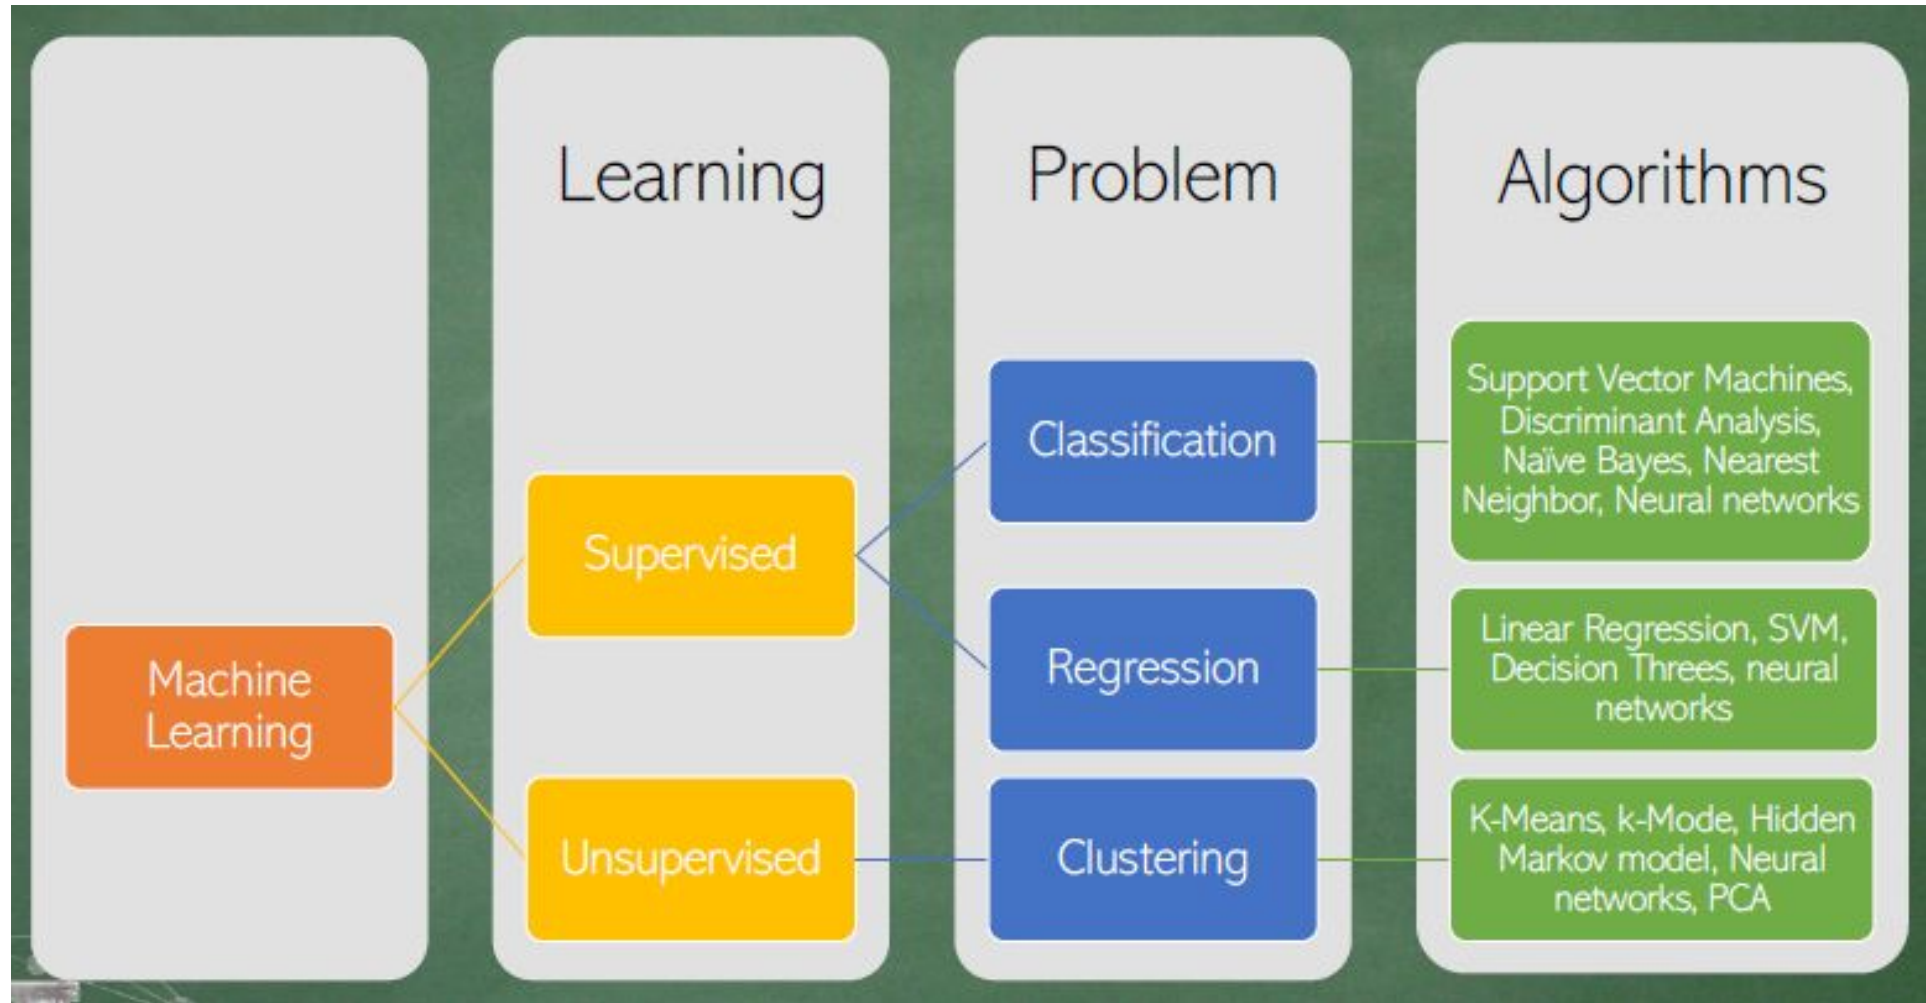 Learning
Problem
Algorithms
Machine
Learning
Supervised
Unsupervised
Classification
Regression
Clustering
Support Vector Machines,
Discriminant Analysis,
Naïve Bayes, Nearest
Neighbor, Neural networks
Linear Regression, SVM,
Decision Threes, neural
networks
K-Means, k-Mode, Hidden
Markov model, Neural
networks, PCA